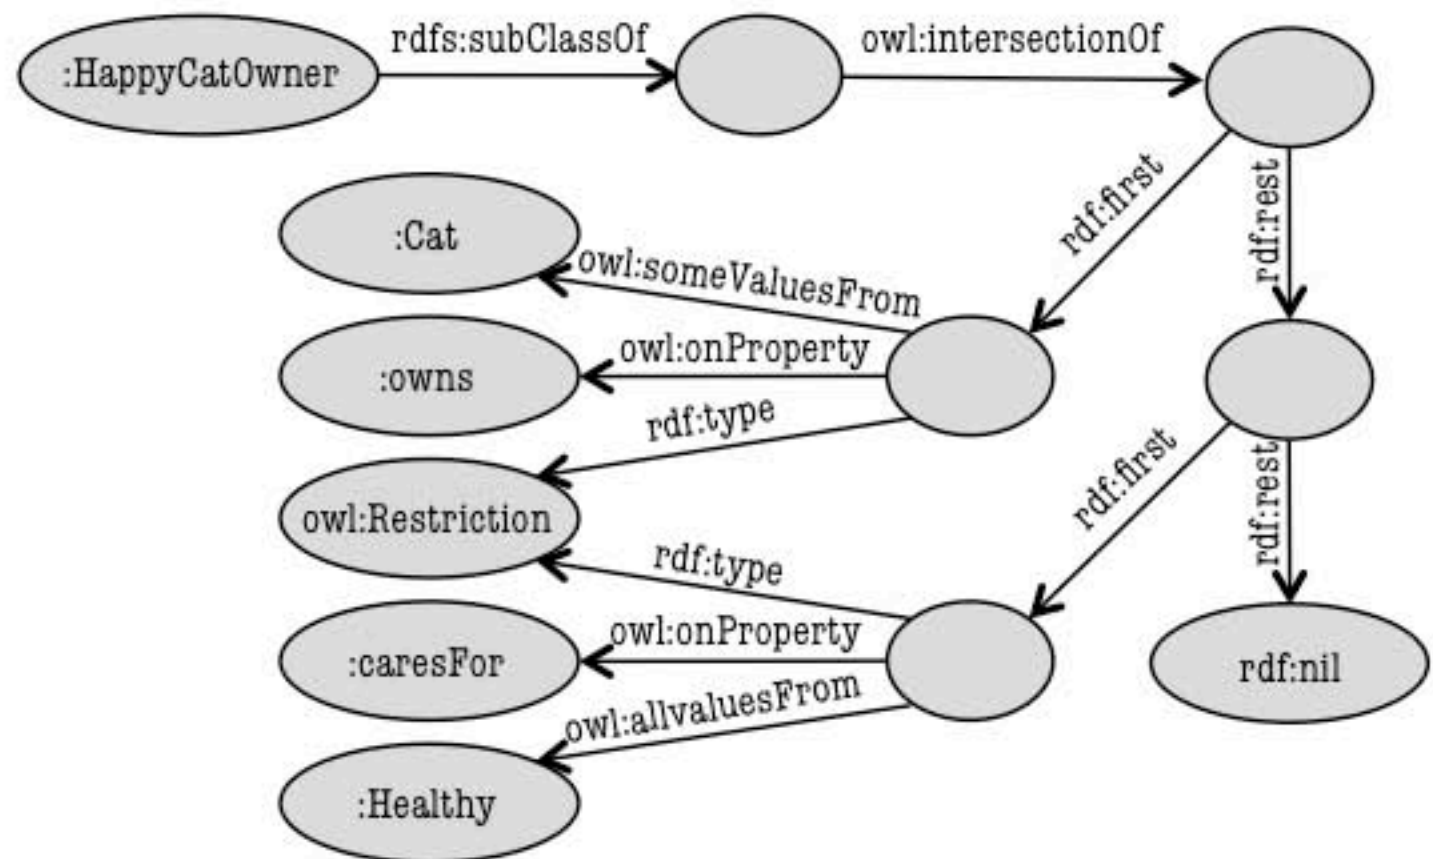 :HappyCatOwner
rdfs:subClassOf
owl:intersectionOf
rdf:first
rdf:rest
:Cat
owl:someValuesFrom
owl:onProperty
:owns
rdf:type
owl:Restriction
rdf:first
rdf:rest
rdf:type
owl:onProperty
:caresFor
rdf:nil
owl:allvaluesFrom
:Healthy